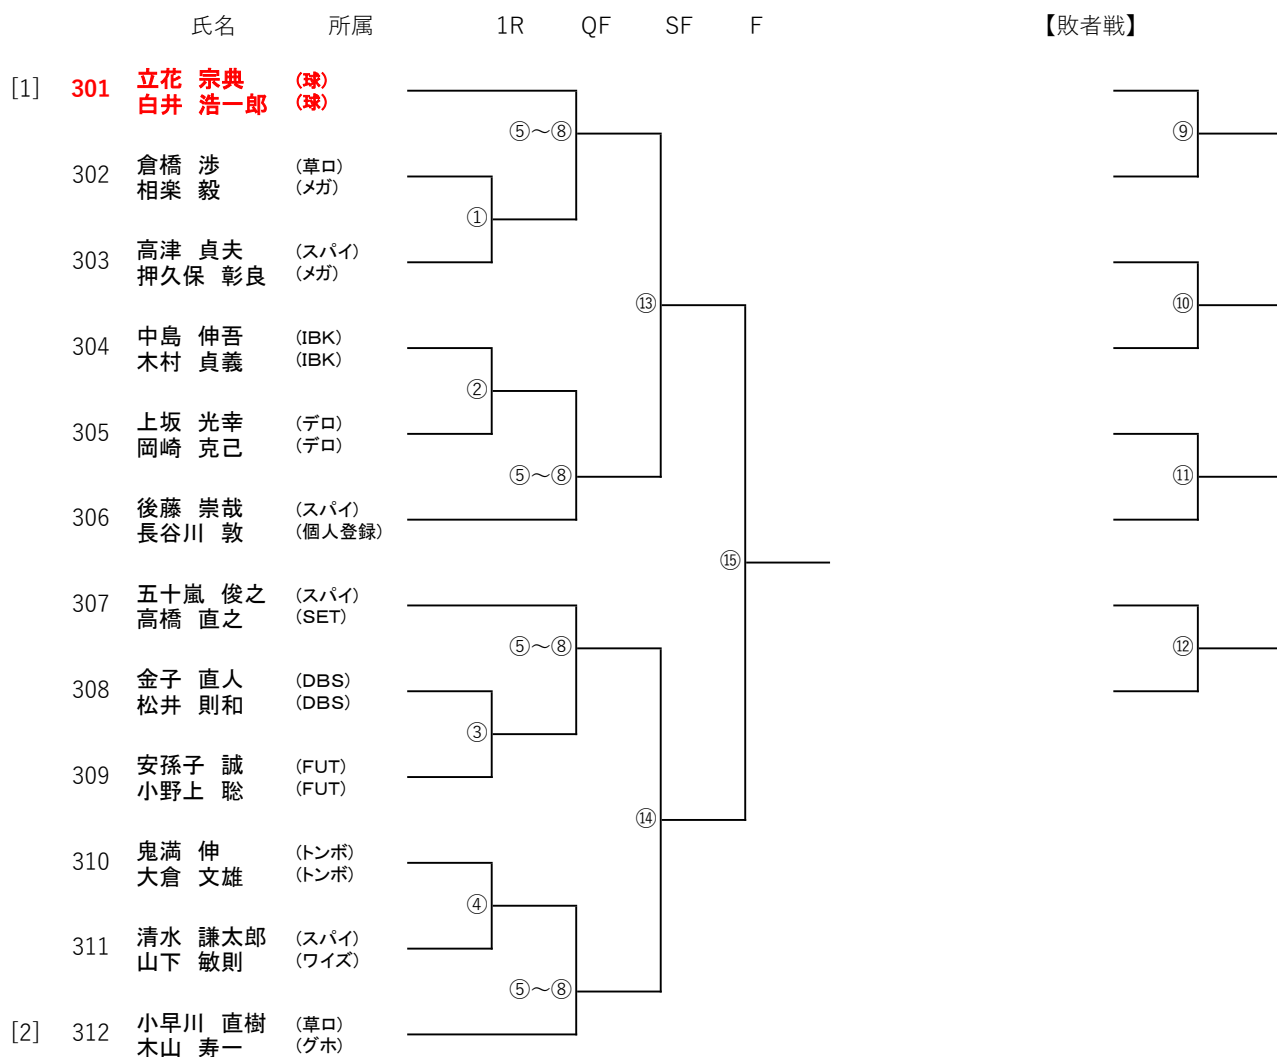 氏名 所属 1R QF SF F 【敗者戦】
[1] 301 立花 宗典 (球)
白井 浩一郎 (球)
⑤～⑧ ⑨
302 倉橋 渉 (草ロ)
相楽 毅 (メガ)
①
303 高津 貞夫 (スパイ)
押久保 彰良 (メガ)
⑬ ⑩
304 中島 伸吾 (IBK)
木村 貞義 (IBK)
②
305 上坂 光幸 (デロ)
岡崎 克己 (デロ)
⑤～⑧ ⑪
306 後藤 崇哉 (スパイ)
長谷川 敦 (個人登録)
⑮
307 五十嵐 俊之 (スパイ)
高橋 直之 (SET)
⑤～⑧ ⑫
308 金子 直人 (DBS)
松井 則和 (DBS)
③
309 安孫子 誠 (FUT)
小野上 聡 (FUT)
⑭
310 鬼満 伸 (トンボ)
大倉 文雄 (トンボ)
④
311 清水 謙太郎 (スパイ)
山下 敏則 (ワイズ)
⑤～⑧
[2] 312 小早川 直樹 (草ロ)
木山 寿一 (グホ)